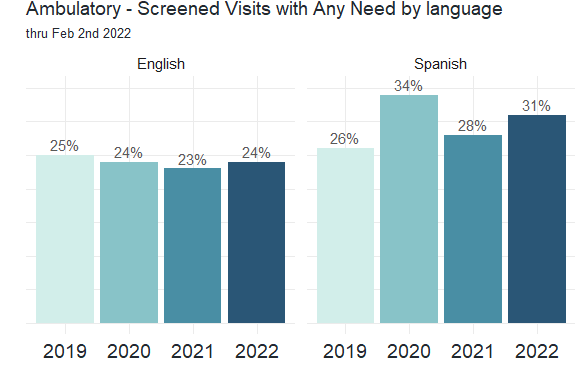 Ambulatory - Screened Visits with Any Need by language
thru Feb 2nd 2022
English
25%
24%
23%
24%
2019 2020 2021 2022
Spanish
26%
34%
28%
31%
2019 2020 2021 2022